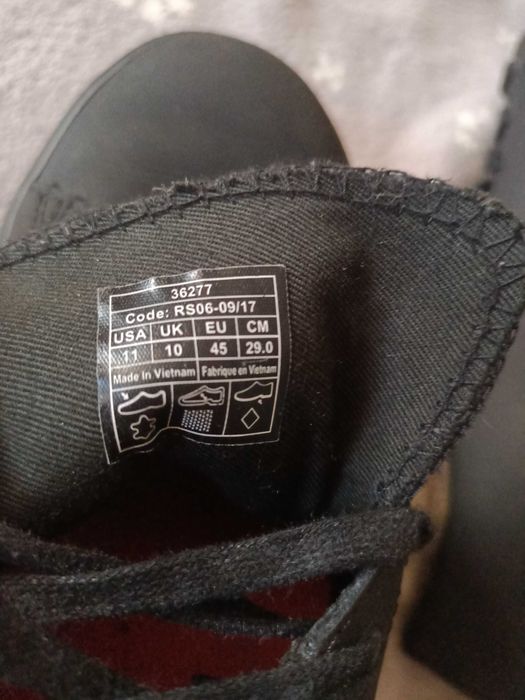 36277
Code: RS06-09/17
USA UK EU CM
11 10 45 29.0
Made In Vietnam Fabrique en Vietnam